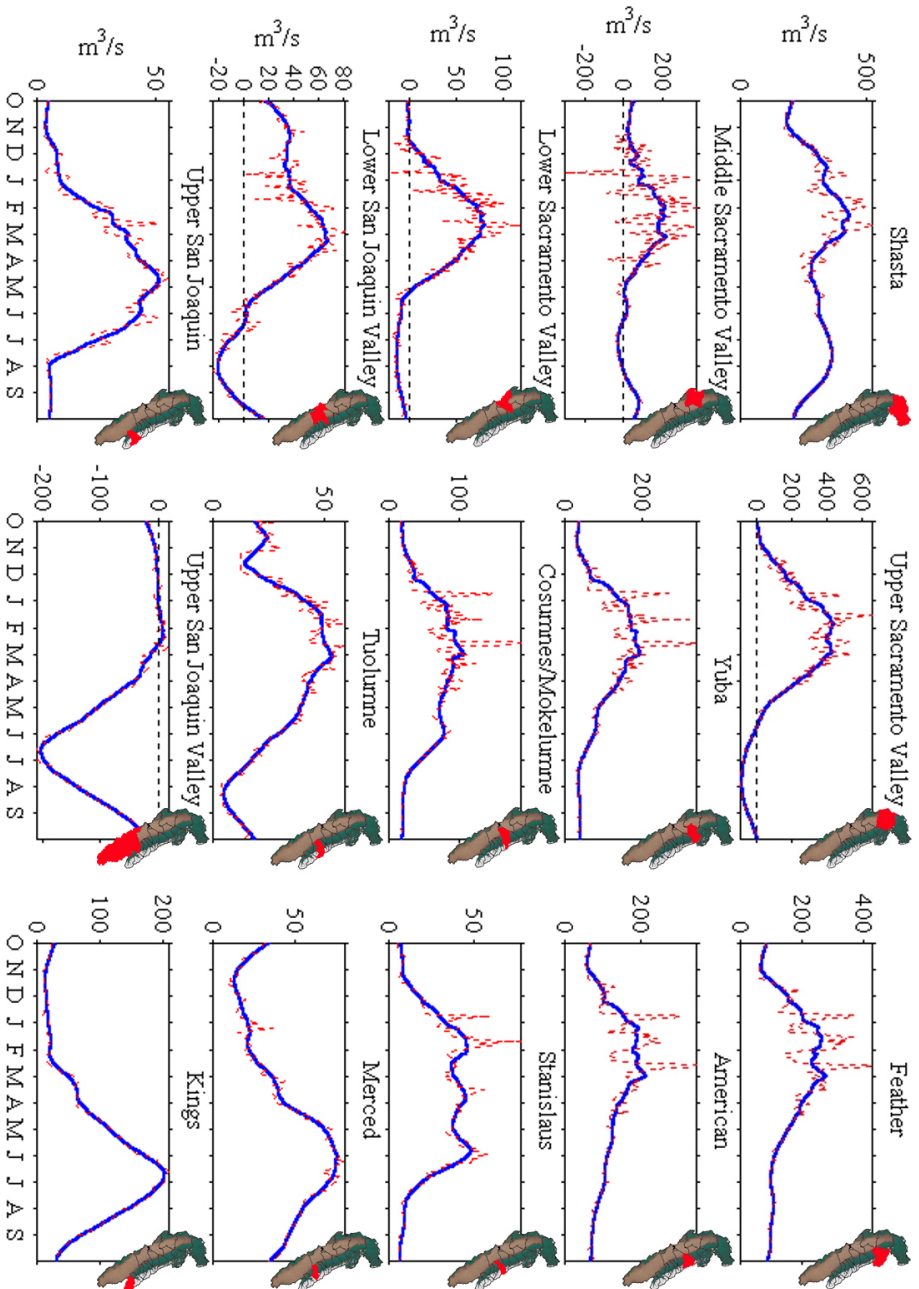 Shasta
m³/s
500
0
Upper Sacramento Valley
600
400
200
0
Feather
400
200
0
Middle Sacramento Valley
m³/s
200
0
-200
Yuba
200
0
American
200
0
Lower Sacramento Valley
m³/s
100
50
0
Cosumnes/Mokelumne
100
0
Stanislaus
50
0
Lower San Joaquin Valley
m³/s
80
60
40
20
0
-20
Tuolumne
50
0
Merced
50
0
Upper San Joaquin
m³/s
50
0
O N D J F M A M J J A S
Upper San Joaquin Valley
0
-100
-200
O N D J F M A M J J A S
Kings
200
100
0
O N D J F M A M J J A S